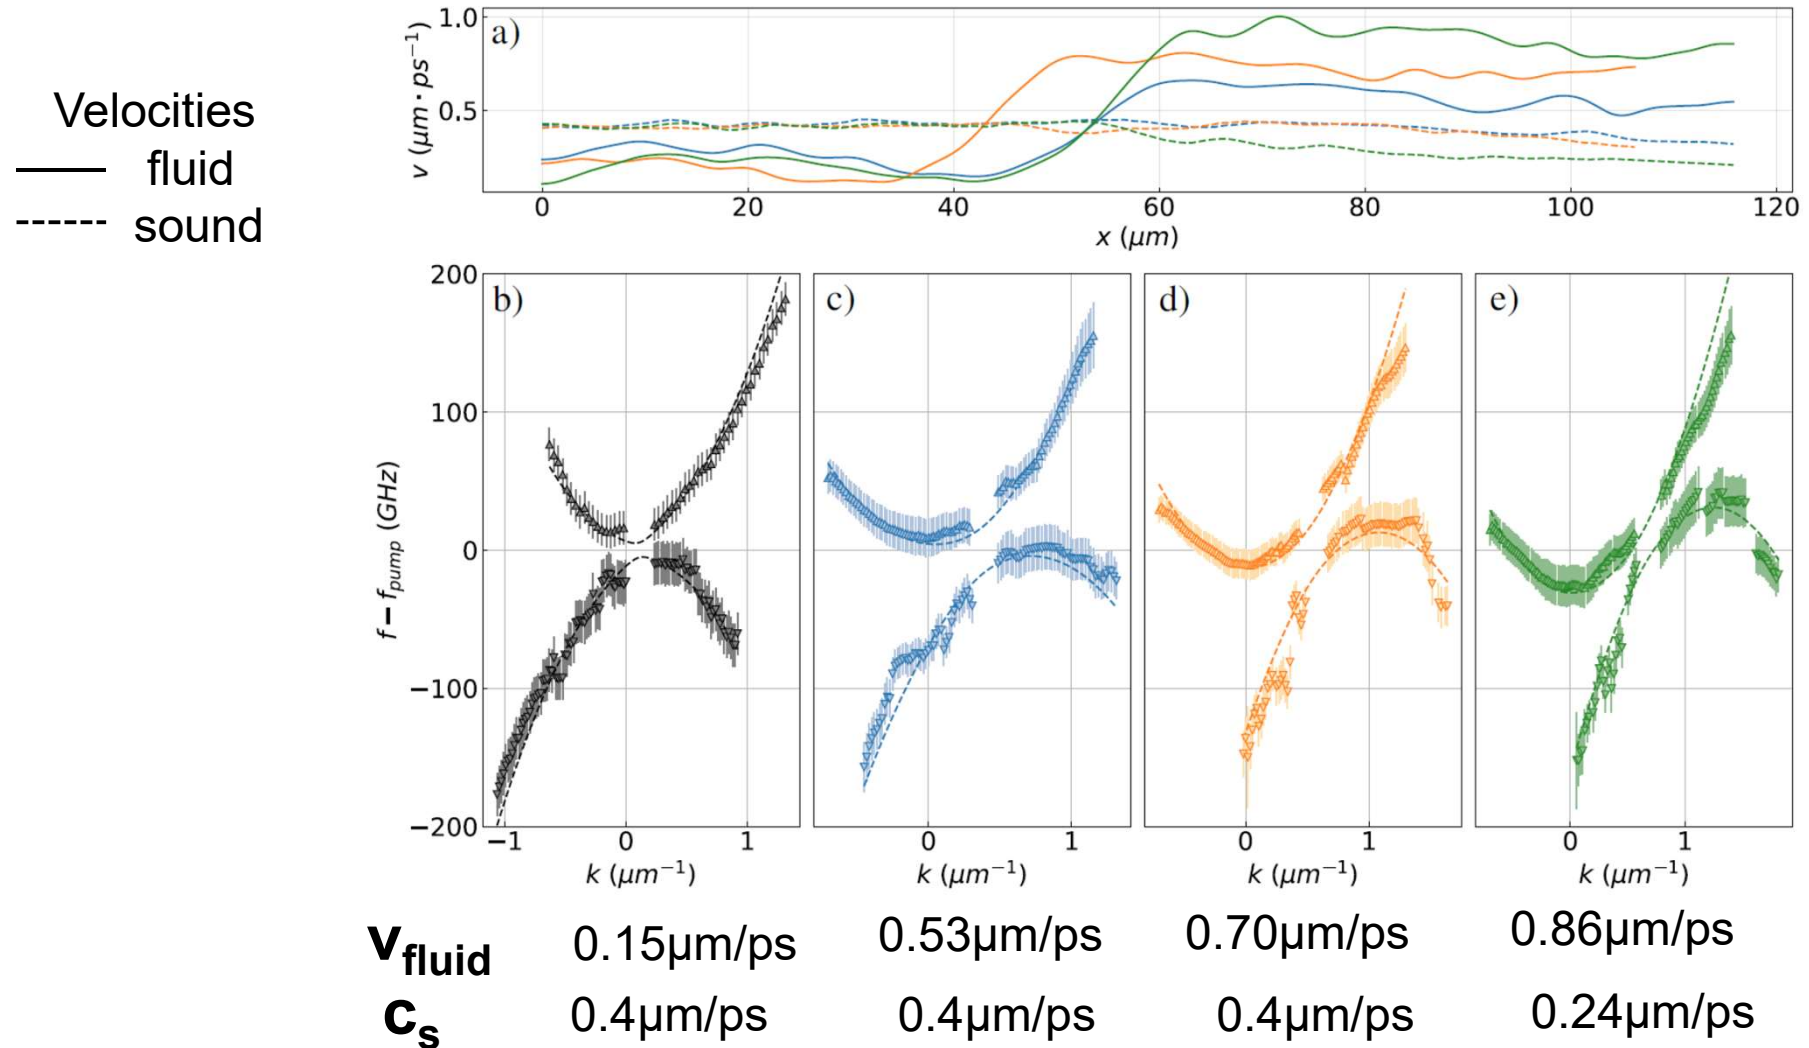 Velocities
fluid
sound
a)
v (μm · ps⁻¹)
1.0
0.5
0 20 40 60 80 100 120
x (μm)
f − f_pump (GHz)
200
100
0
−100
−200
b)
c)
d)
e)
−1 0 1
0 1
0 1
0 1
k (μm⁻¹)
k (μm⁻¹)
k (μm⁻¹)
k (μm⁻¹)
v_fluid 0.15μm/ps 0.53μm/ps 0.70μm/ps 0.86μm/ps
c_s 0.4μm/ps 0.4μm/ps 0.4μm/ps 0.24μm/ps